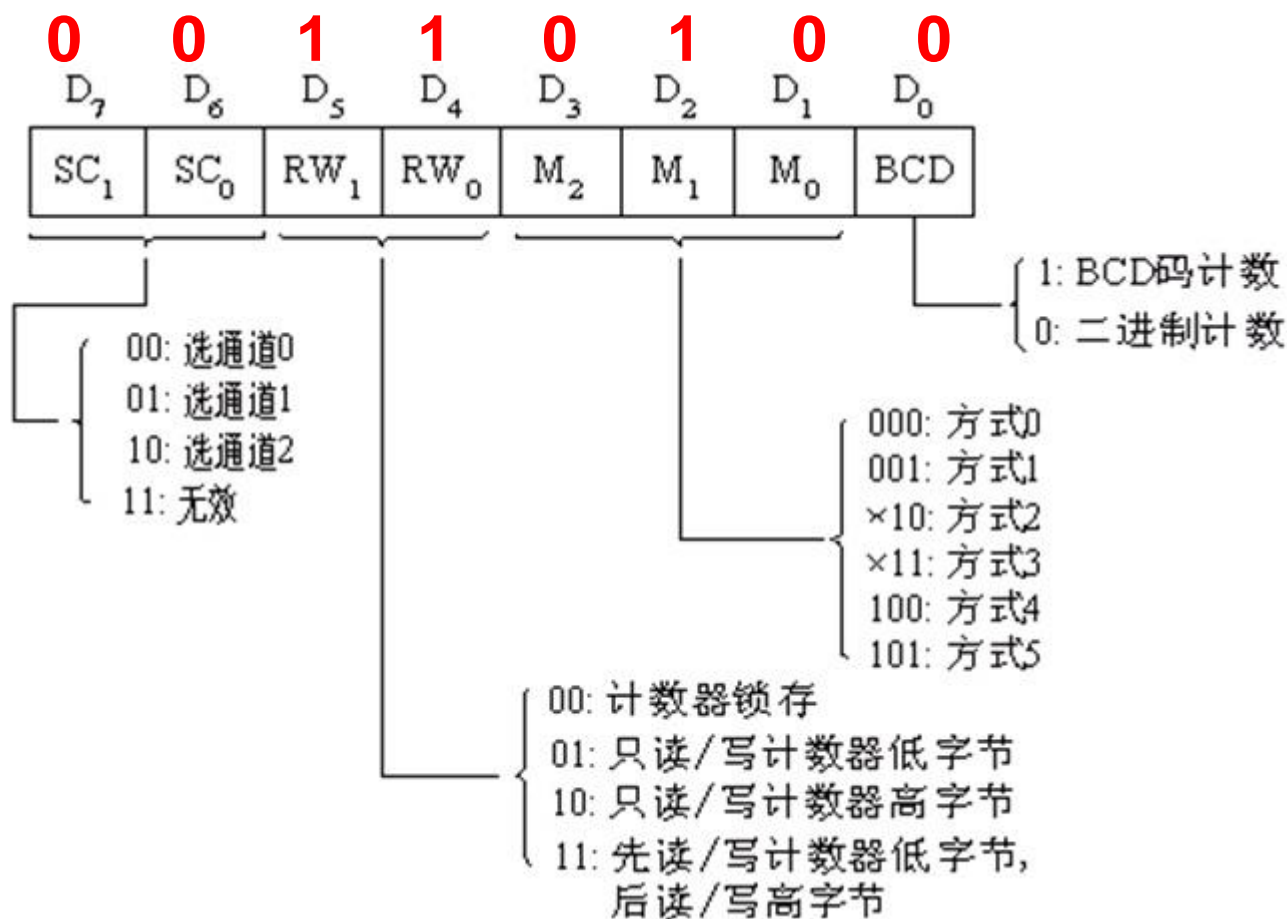 0 0 1 1 0 1 0 0
D₇ D₆ D₅ D₄ D₃ D₂ D₁ D₀
SC₁ SC₀ RW₁ RW₀ M₂ M₁ M₀ BCD
1: BCD码计数
0: 二进制计数
00: 选通道0
01: 选通道1
10: 选通道2
11: 无效
000: 方式0
001: 方式1
×10: 方式2
×11: 方式3
100: 方式4
101: 方式5
00: 计数器锁存
01: 只读/写计数器低字节
10: 只读/写计数器高字节
11: 先读/写计数器低字节,
后读/写高字节